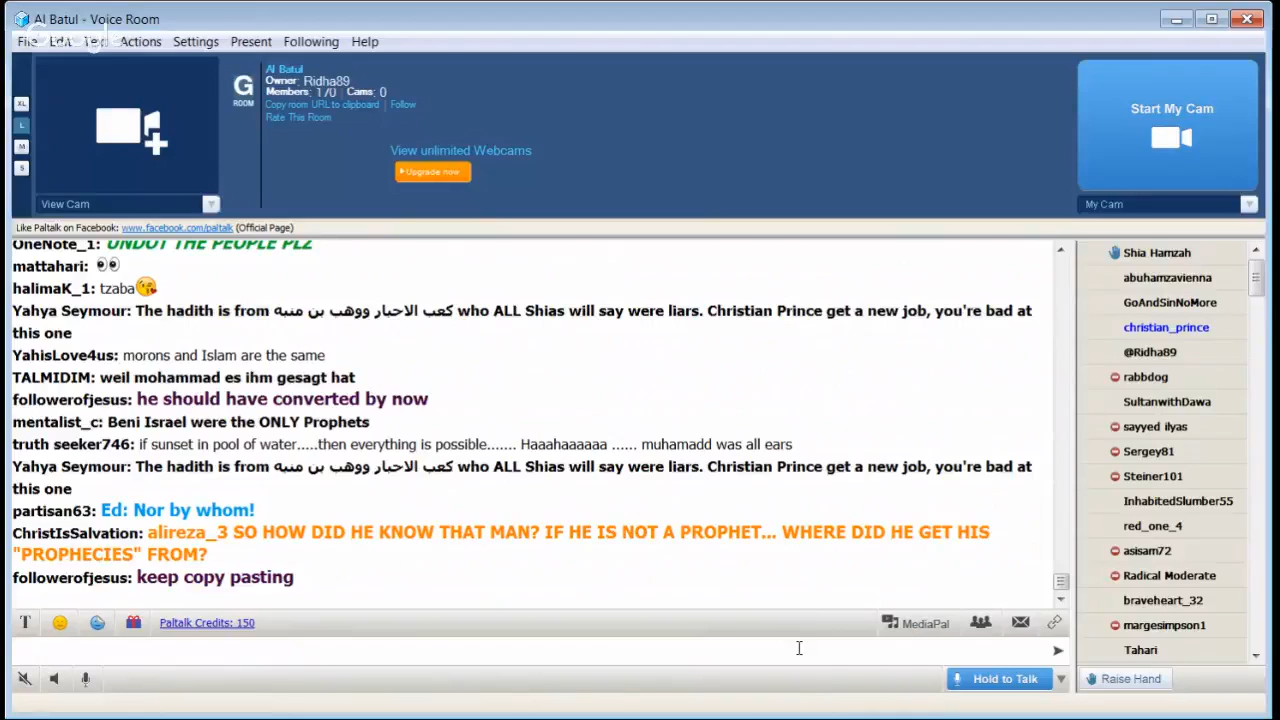 Al Batul - Voice Room
Google
File Edit Text Actions Settings Present Following Help
XL
L
M
S
G
ROOM
Al Batul
Owner: Ridha89
Members: 170 Cams: 0
Copy room URL to clipboard | Follow
Rate This Room
View unlimited Webcams
Upgrade now
Start My Cam
View Cam
My Cam
Like Paltalk on Facebook: www.facebook.com/paltalk (Official Page)
OneNote_1: UNDOT THE PEOPLE PLZ
mattahari:
halimaK_1: tzaba
Yahya Seymour: The hadith is from كعب الاحبار ووهب بن منبه who ALL Shias will say were liars. Christian Prince get a new job, you're bad at
this one
YahisLove4us: morons and Islam are the same
TALMIDIM: weil mohammad es ihm gesagt hat
followerofjesus: he should have converted by now
mentalist_c: Beni Israel were the ONLY Prophets
truth seeker746: if sunset in pool of water.....then everything is possible....... Haaahaaaaaa ...... muhamadd was all ears
Yahya Seymour: The hadith is from كعب الاحبار ووهب بن منبه who ALL Shias will say were liars. Christian Prince get a new job, you're bad at
this one
partisan63: Ed: Nor by whom!
ChristIsSalvation: alireza_3 SO HOW DID HE KNOW THAT MAN? IF HE IS NOT A PROPHET... WHERE DID HE GET HIS
"PROPHECIES" FROM?
followerofjesus: keep copy pasting
Shia Hamzah
abuhamzavienna
GoAndSinNoMore
christian_prince
@Ridha89
rabbdog
SultanwithDawa
sayyed ilyas
Sergey81
Steiner101
InhabitedSlumber55
red_one_4
asisam72
Radical Moderate
braveheart_32
margesimpson1
Tahari
T Paltalk Credits: 150 MediaPal
Hold to Talk
Raise Hand